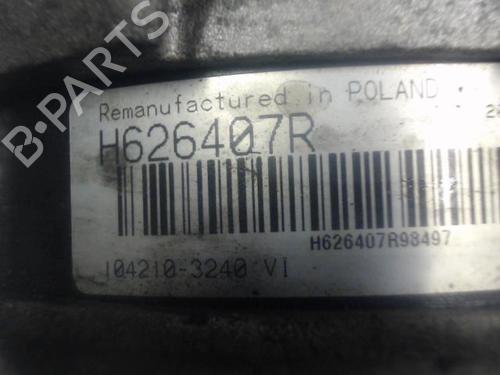 Remanufactured in POLAND
H626407R
H626407R98497
104210-3240 VI
B-PARTS